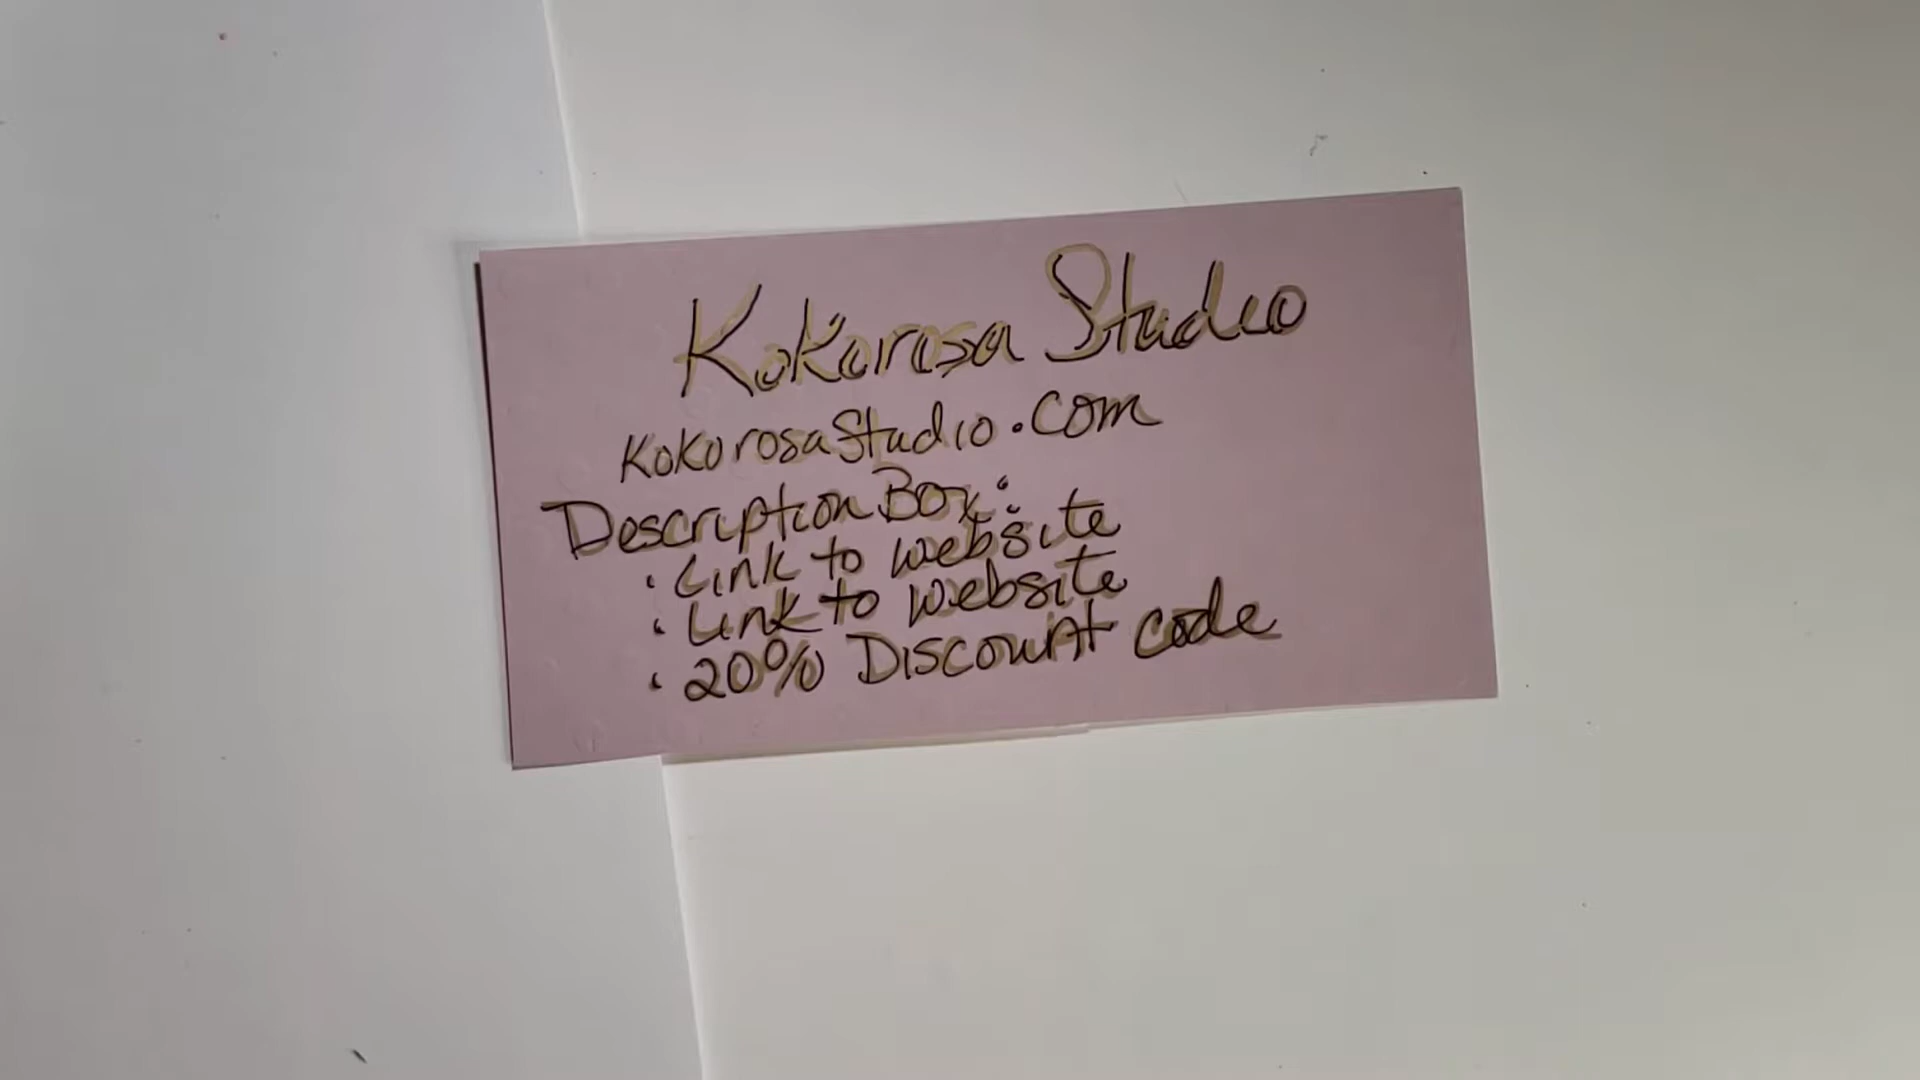 Kokorosa Studio
KokorosaStudio.com
Description Box:
· Link to website
· Link to website
· 20% Discount code